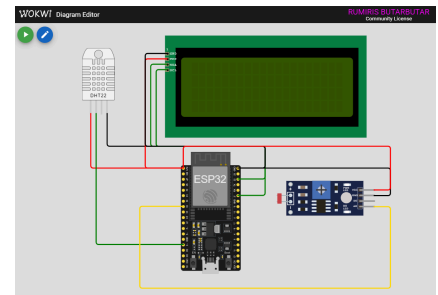 WOKWI Diagram Editor
RUMIRIS BUTARBUTAR
Community License
DHT22
ESP32